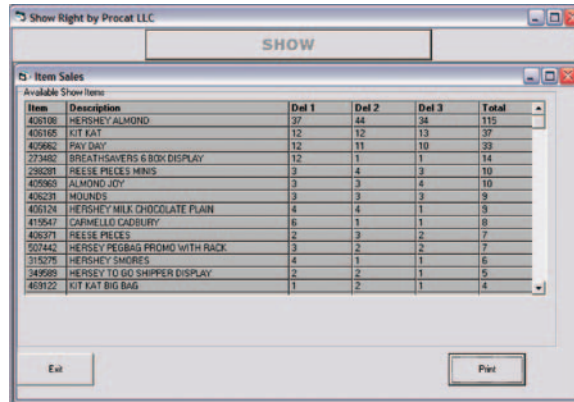 Show Right by Procat LLC
SHOW
Item Sales
Available Show Items
Item Description Del 1 Del 2 Del 3 Total
406108 HERSHEY ALMOND 37 44 34 115
406165 KIT KAT 12 12 13 37
405662 PAY DAY 12 11 10 33
273482 BREATHSAVERS 6 BOX DISPLAY 12 1 1 14
298281 REESE PIECES MINIS 3 4 3 10
405969 ALMOND JOY 3 3 4 10
406231 MOUNDS 3 3 3 9
406124 HERSHEY MILK CHOCOLATE PLAIN 4 4 1 9
415547 CARMELLO CADBURY 6 1 1 8
406371 REESE PIECES 2 3 2 7
507442 HERSEY PEGBAG PROMO WITH RACK 3 2 2 7
315275 HERSHEY SMORES 4 1 1 6
349589 HERSEY TO GO SHIPPER DISPLAY 2 2 1 5
469122 KIT KAT BIG BAG 1 2 1 4
Exit Print